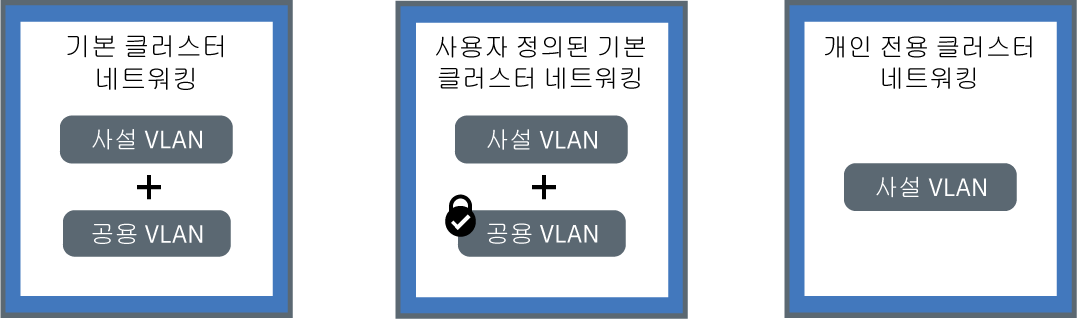 기본 클러스터
네트워킹
사설 VLAN
+
공용 VLAN
사용자 정의된 기본
클러스터 네트워킹
사설 VLAN
+
공용 VLAN
개인 전용 클러스터
네트워킹
사설 VLAN